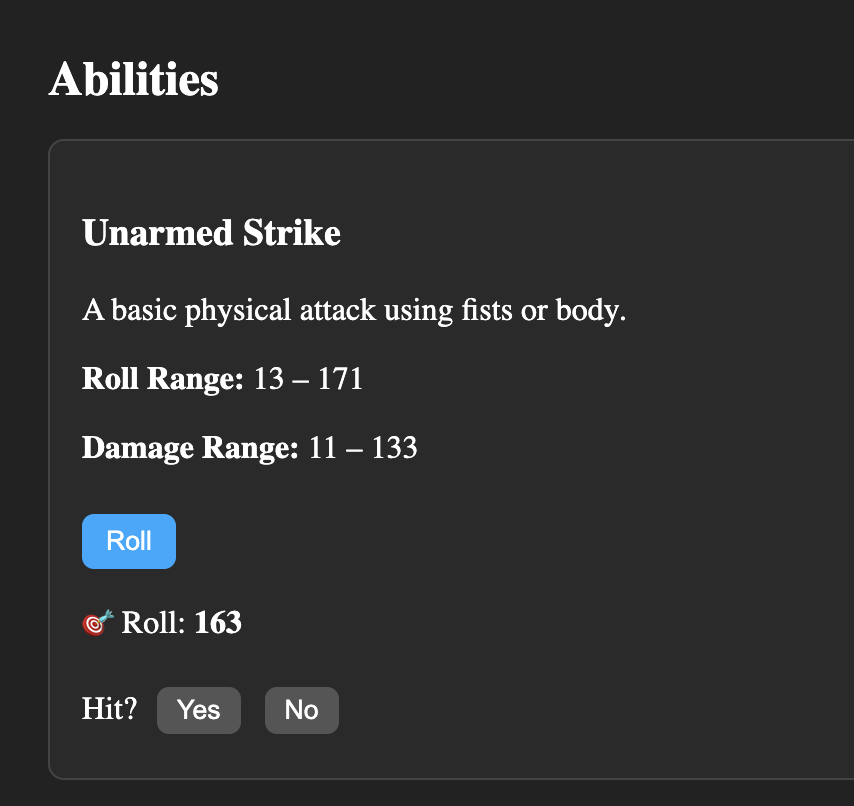 Abilities
Unarmed Strike
A basic physical attack using fists or body.
Roll Range: 13 – 171
Damage Range: 11 – 133
Roll
🎯 Roll: 163
Hit? Yes No